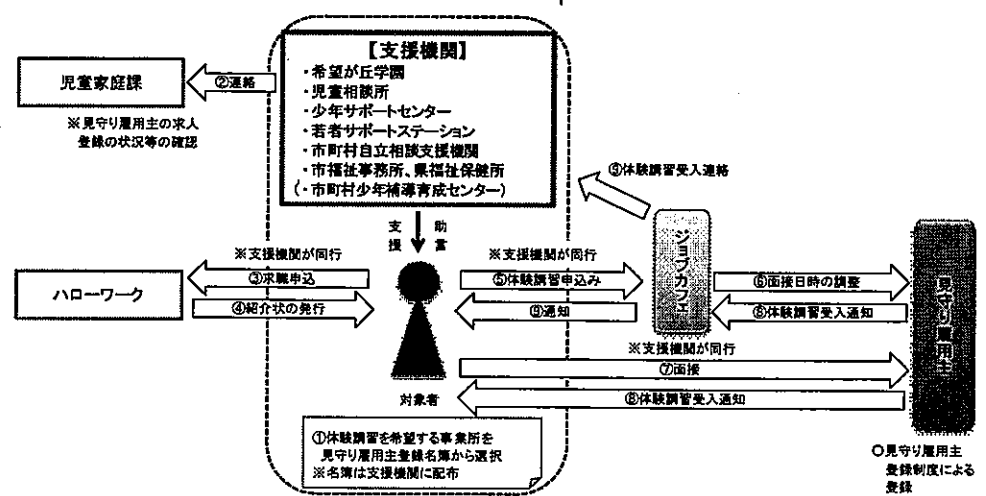 【支援機関】
・希望が丘学園
・児童相談所
・少年サポートセンター
・若者サポートステーション
・市町村自立相談支援機関
・市福祉事務所、県福祉保健所
(・市町村少年補導育成センター)
児童家庭課
②連絡
※見守り雇用主の求人
登録の状況等の確認
⑨体験講習受入連絡
支援
助言
ジョブカフェ
見守り雇用主
※支援機関が同行
③求職申込
ハローワーク
④紹介状の発行
※支援機関が同行
⑤体験講習申込み
⑨通知
⑥面接日時の調整
⑧体験講習受入通知
※支援機関が同行
⑦面接
⑧体験講習受入通知
対象者
①体験講習を希望する事業所を
見守り雇用主登録名簿から選択
※名簿は支援機関に配布
○見守り雇用主
登録制度による
登録